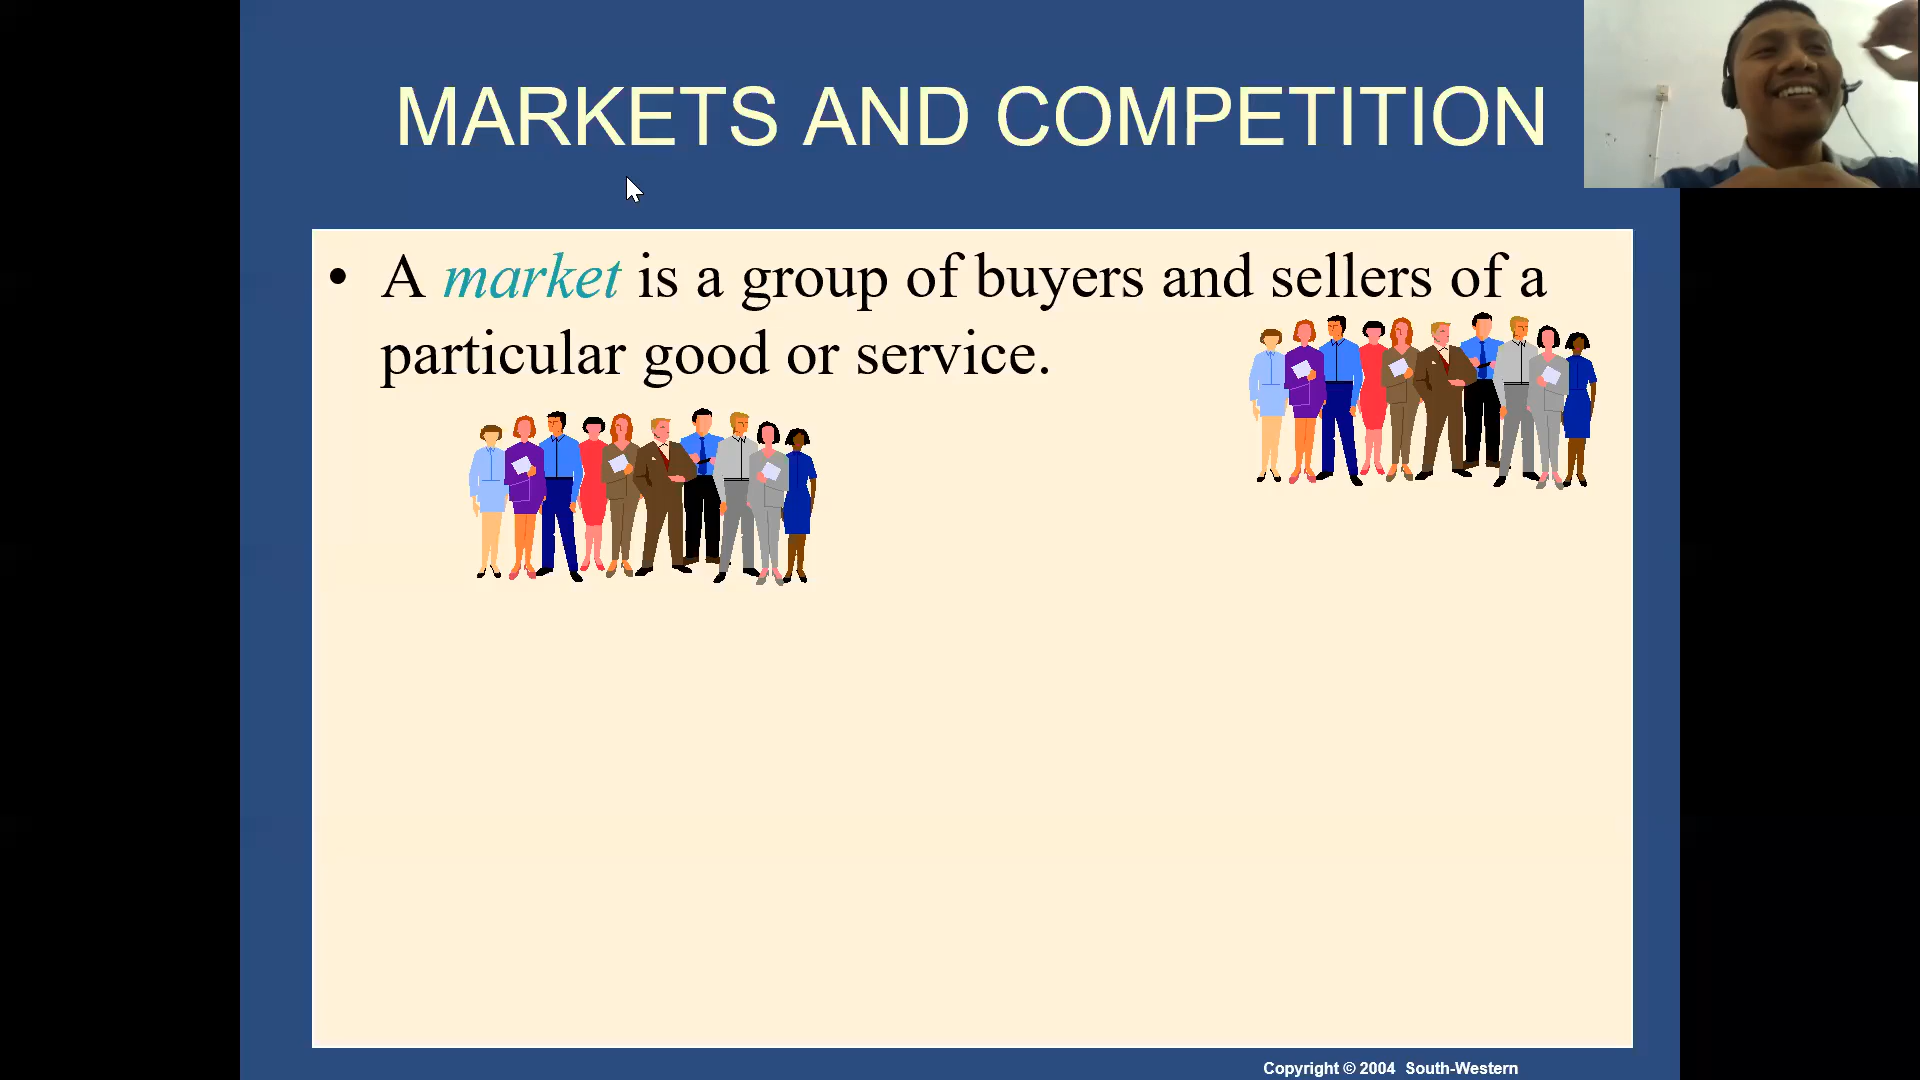 MARKETS AND COMPETITION
• A market is a group of buyers and sellers of a
particular good or service.
Copyright © 2004 South-Western